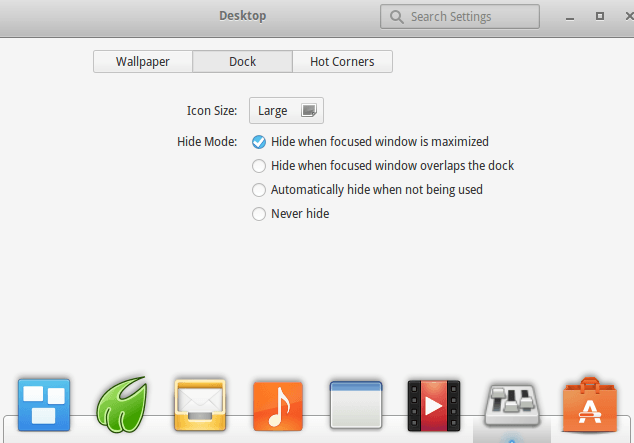 Desktop
Search Settings
Wallpaper
Dock
Hot Corners
Icon Size:
Large
Hide Mode:
Hide when focused window is maximized
Hide when focused window overlaps the dock
Automatically hide when not being used
Never hide